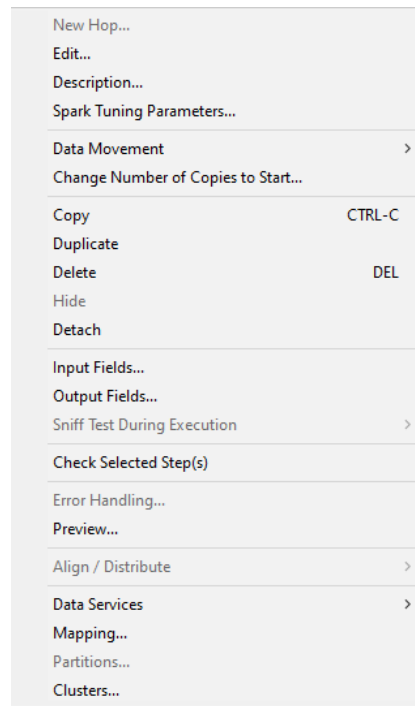 New Hop...
Edit...
Description...
Spark Tuning Parameters...
Data Movement >
Change Number of Copies to Start...
Copy CTRL-C
Duplicate
Delete DEL
Hide
Detach
Input Fields...
Output Fields...
Sniff Test During Execution >
Check Selected Step(s)
Error Handling...
Preview...
Align / Distribute >
Data Services >
Mapping...
Partitions...
Clusters...